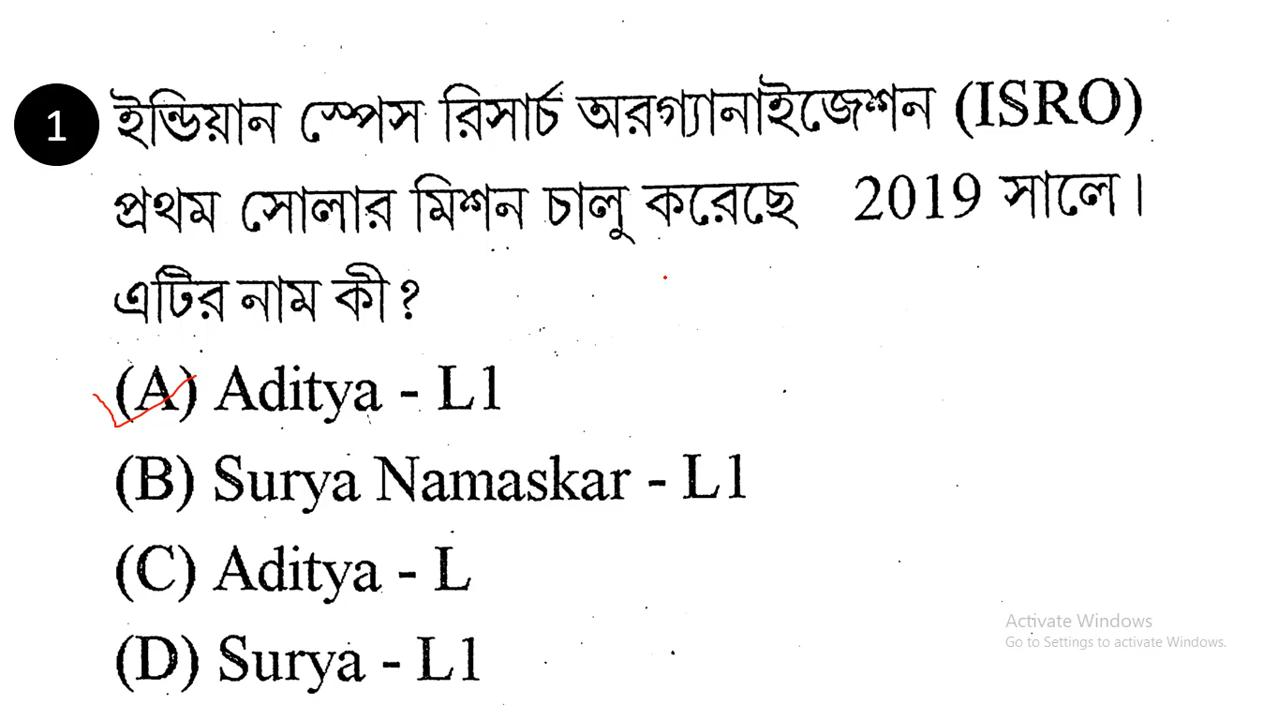 1 ইন্ডিয়ান স্পেস রিসার্চ অরগ্যানাইজেশন (ISRO)
প্রথম সোলার মিশন চালু করেছে 2019 সালে।
এটির নাম কী?
(A) Aditya - L1
(B) Surya Namaskar - L1
(C) Aditya - L
(D) Surya - L1
Activate Windows
Go to Settings to activate Windows.